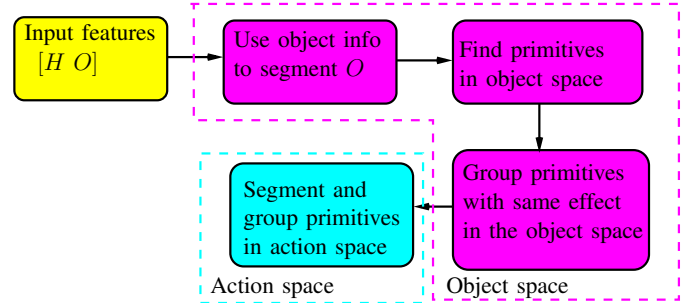 Input features
[H O]
Use object info
to segment O
Find primitives
in object space
Group primitives
with same effect
in the object space
Segment and
group primitives
in action space
Action space
Object space